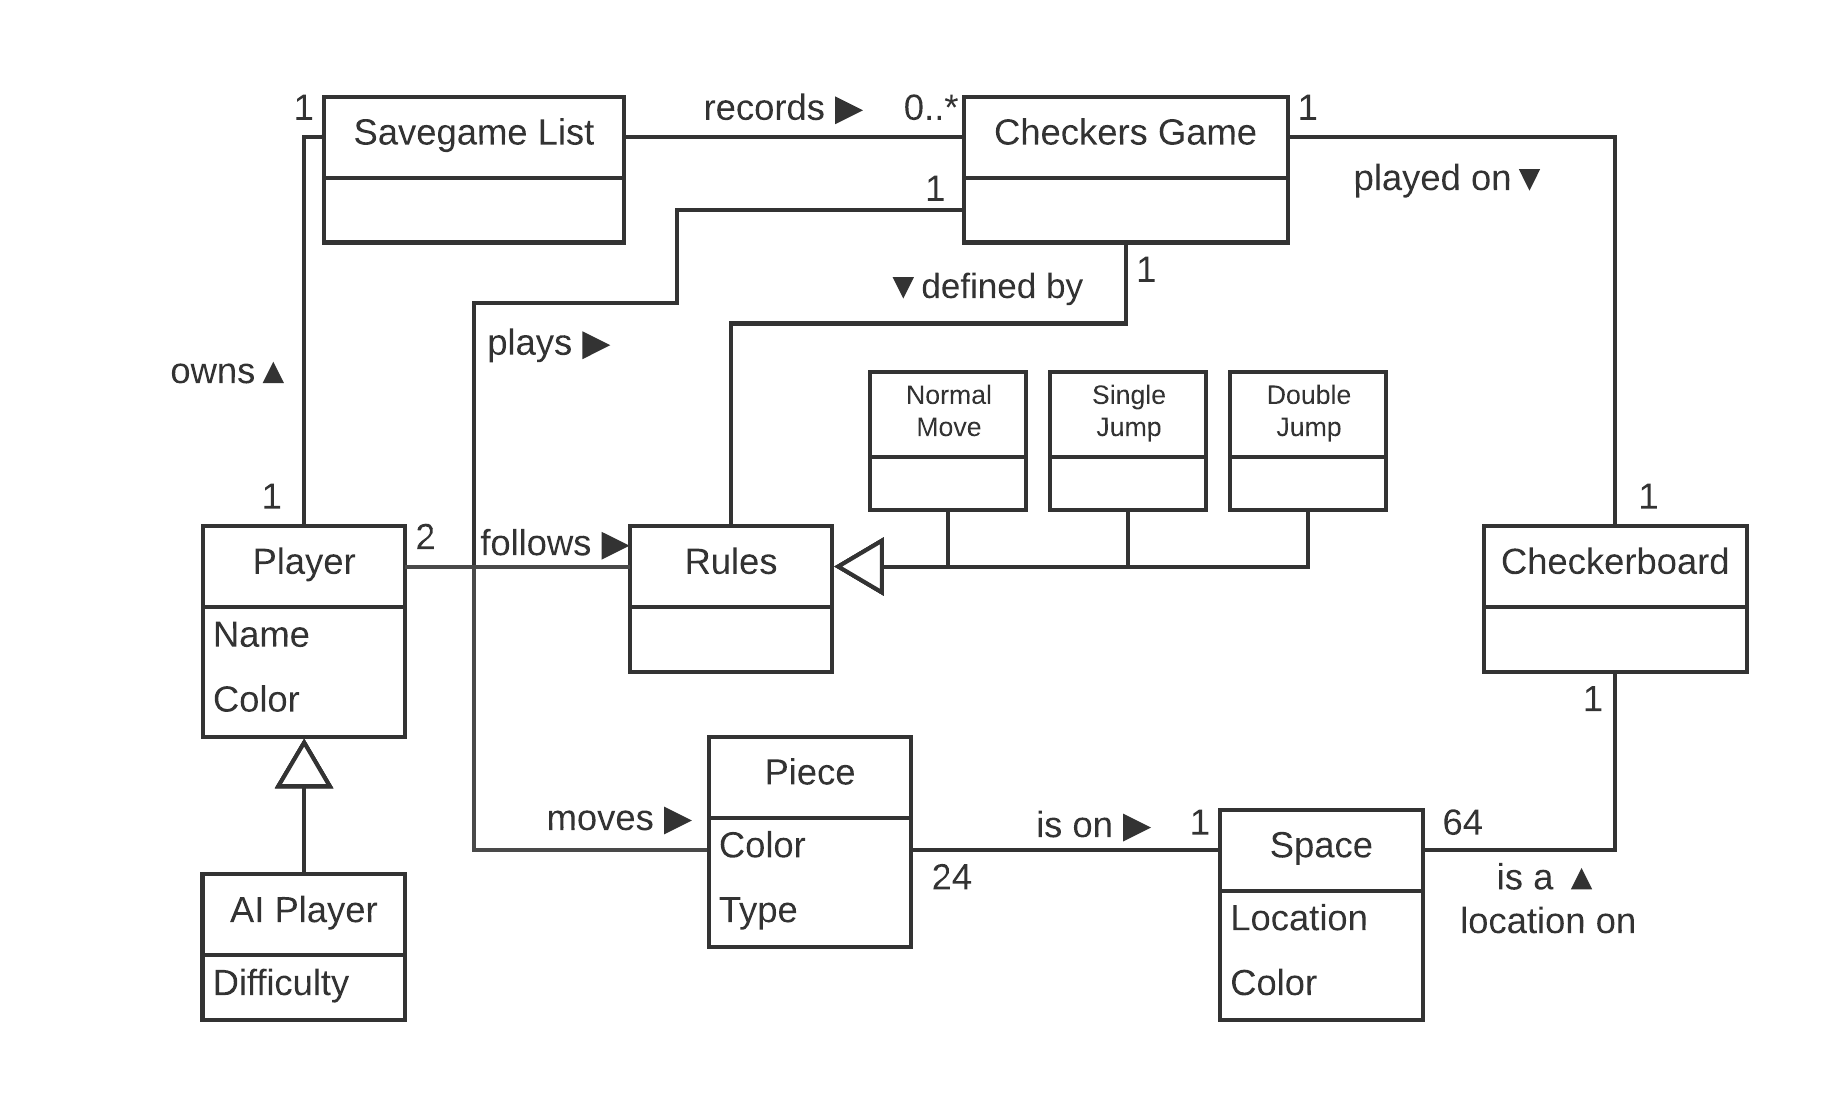 1
Savegame List
records ▶
0..*
Checkers Game
1
played on ▼
1
▼ defined by
1
plays ▶
owns ▲
Normal
Move
Single
Jump
Double
Jump
1
Player
Name
Color
2
follows ▶
Rules
1
Checkerboard
1
AI Player
Difficulty
moves ▶
Piece
Color
Type
24
is on ▶
1
Space
Location
Color
64
is a ▲
location on